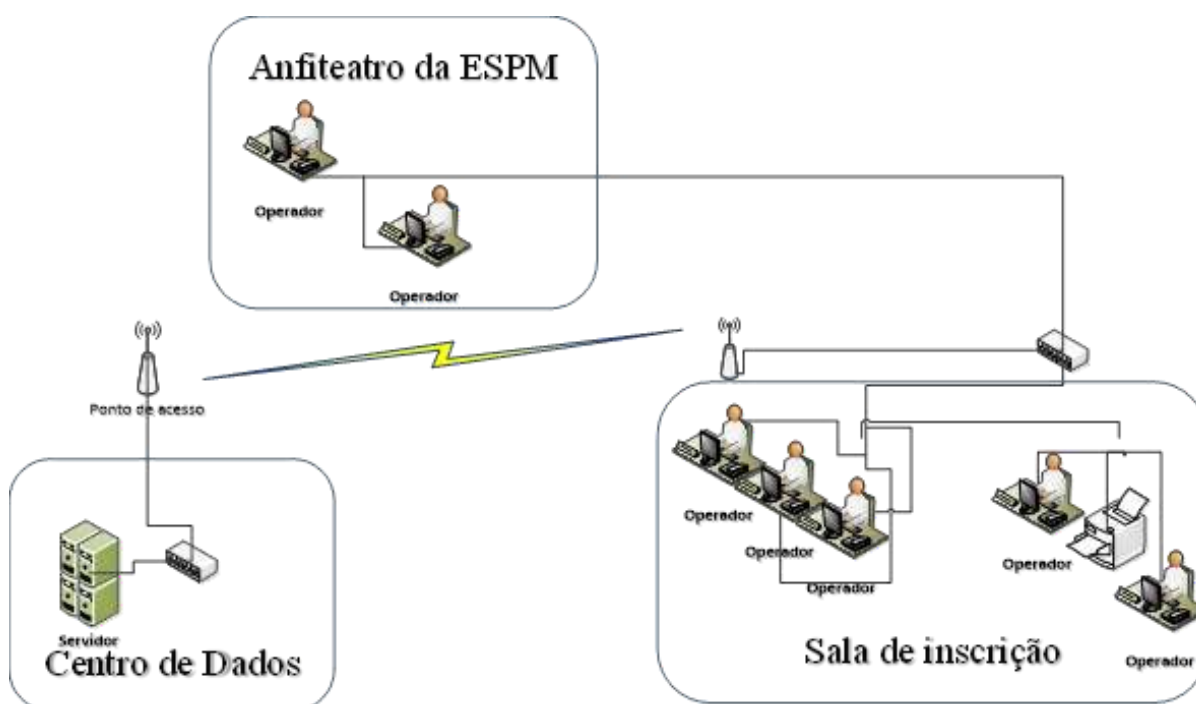 Anfiteatro da ESPM
Operador
Operador
Ponto de acesso
Operador
Operador
Operador
Operador
Operador
Servidor
Centro de Dados
Sala de inscrição